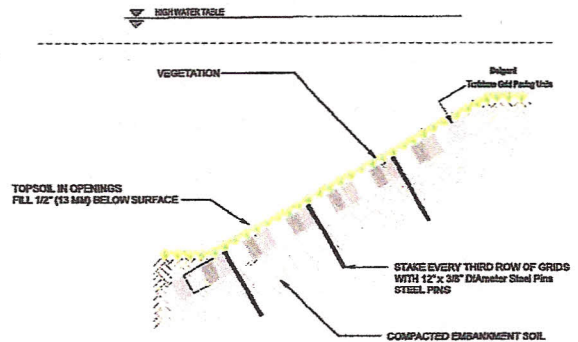 HIGH WATER TABLE
VEGETATION
Belgard
Turfstone Grid Paving Units
TOPSOIL IN OPENINGS
FILL 1/2" (13 MM) BELOW SURFACE
STAKE EVERY THIRD ROW OF GRIDS
WITH 12" x 3/8" DIAmeter Steel Pins
STEEL PINS
COMPACTED EMBANKMENT SOIL